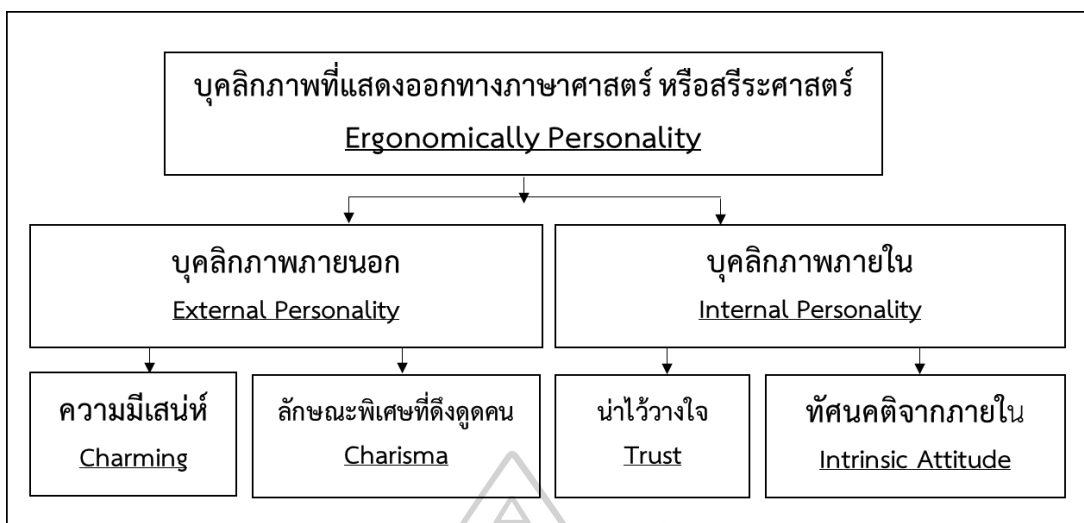 บุคลิกภาพที่แสดงออกทางภาษาศาสตร์ หรือสรีระศาสตร์
Ergonomically Personality
บุคลิกภาพภายนอก
External Personality
บุคลิกภาพภายใน
Internal Personality
ความมีเสน่ห์
Charming
ลักษณะพิเศษที่ดึงดูดคน
Charisma
น่าไว้วางใจ
Trust
ทัศนคติจากภายใน
Intrinsic Attitude